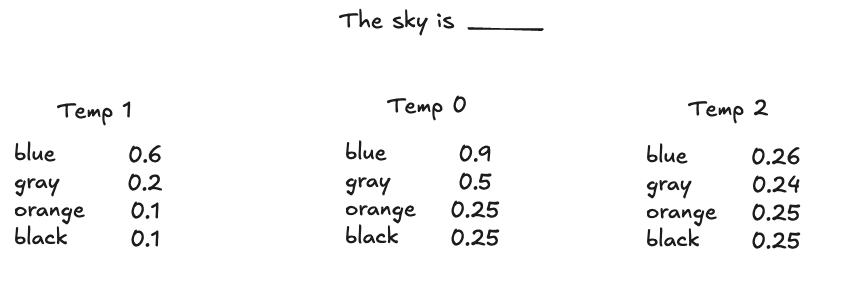 The sky is ______
Temp 1
blue 0.6
gray 0.2
orange 0.1
black 0.1
Temp 0
blue 0.9
gray 0.5
orange 0.25
black 0.25
Temp 2
blue 0.26
gray 0.24
orange 0.25
black 0.25